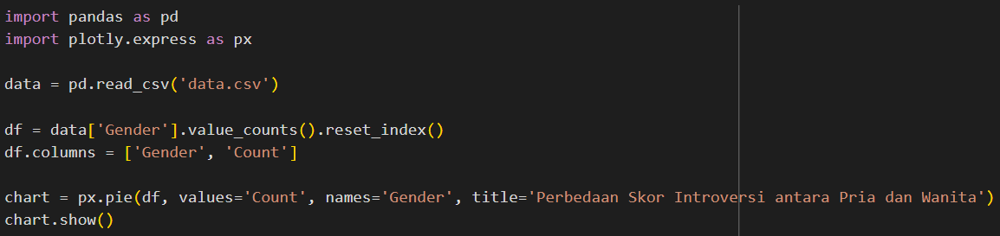 import pandas as pd
import plotly.express as px
data = pd.read_csv('data.csv')
df = data['Gender'].value_counts().reset_index()
df.columns = ['Gender', 'Count']
chart = px.pie(df, values='Count', names='Gender', title='Perbedaan Skor Introversi antara Pria dan Wanita')
chart.show()